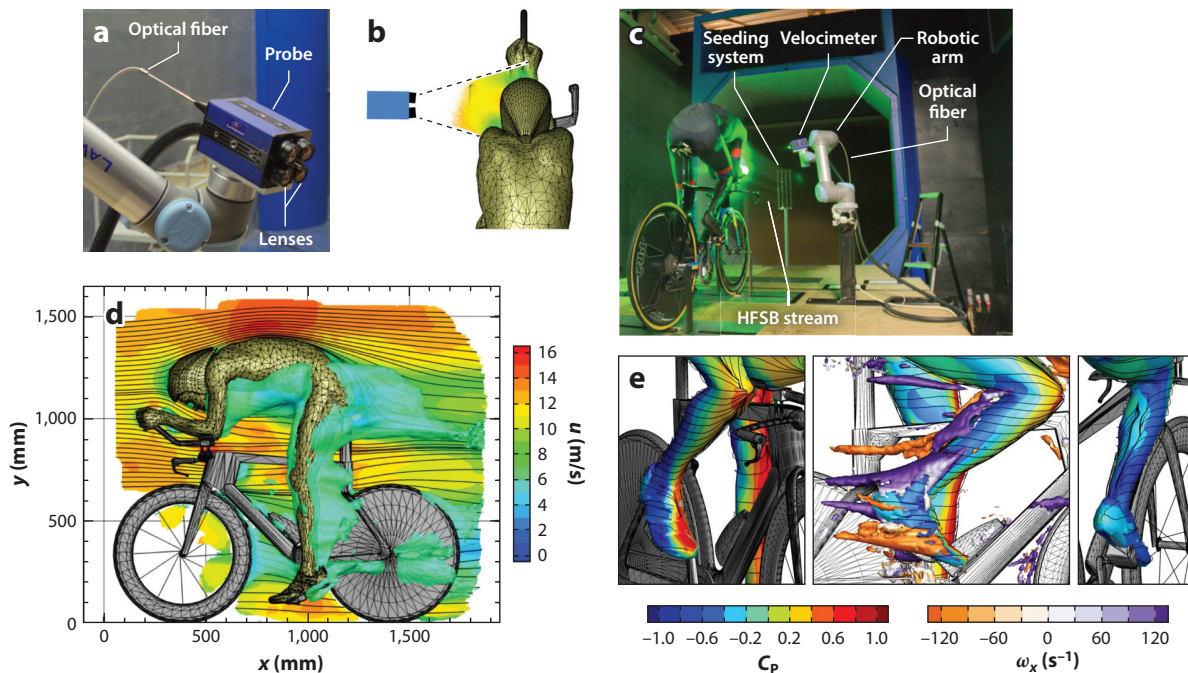 a
Optical fiber
Probe
Lenses
b
c
Seeding
system
Velocimeter
Robotic
arm
Optical
fiber
HFSB stream
d
1,500
1,000
500
0
y (mm)
0
500
1,000
1,500
x (mm)
16
14
12
10
8
6
4
2
0
u (m/s)
e
–1.0
–0.6
–0.2
0.2
0.6
1.0
Cₚ
–120
–60
0
60
120
ωₓ (s⁻¹)